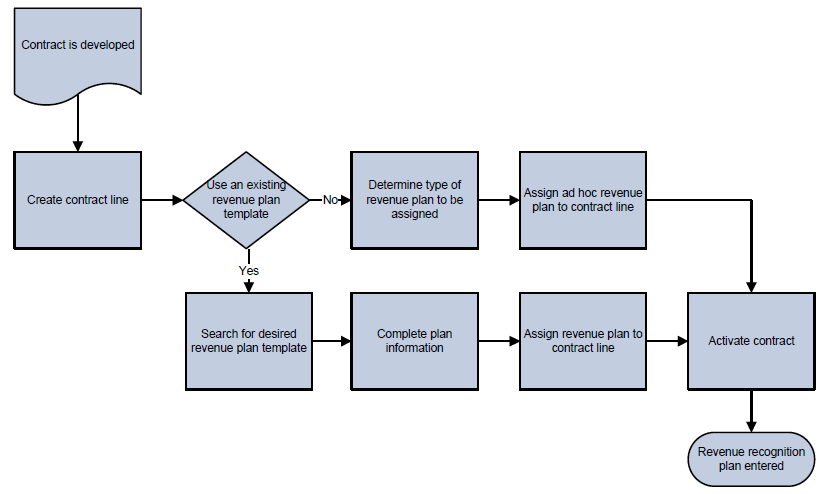 Contract is developed
Create contract line
Use an existing
revenue plan
template
No
Determine type of
revenue plan to be
assigned
Assign ad hoc revenue
plan to contract line
Yes
Search for desired
revenue plan template
Complete plan
information
Assign revenue plan to
contract line
Activate contract
Revenue recognition
plan entered